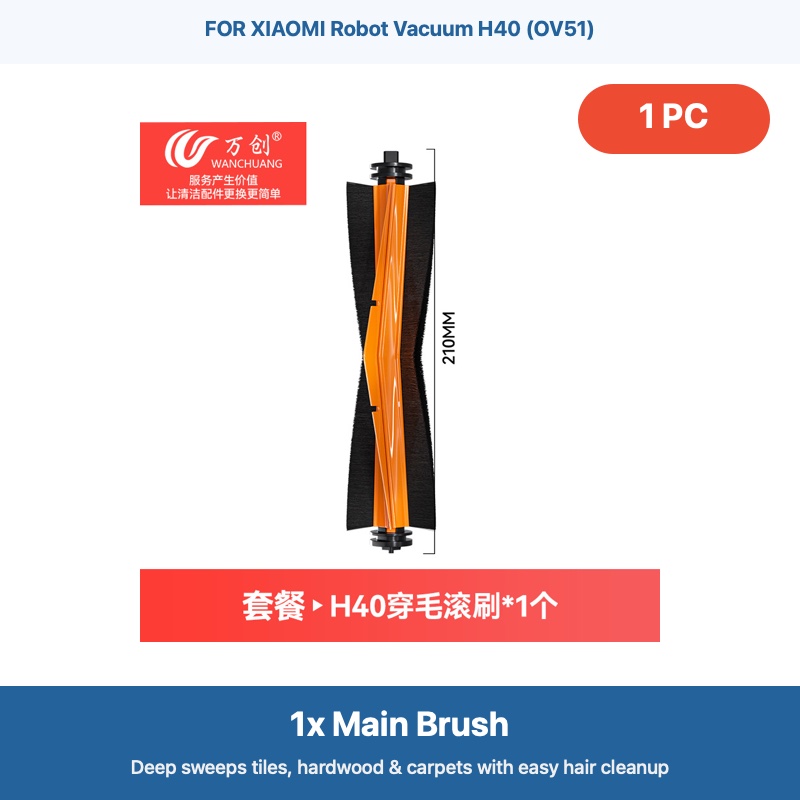 FOR XIAOMI Robot Vacuum H40 (OV51)
1 PC
万创®
WANCHUANG
服务产生价值
让清洁配件更换更简单
210MM
套餐▶H40穿毛滚刷*1个
1x Main Brush
Deep sweeps tiles, hardwood & carpets with easy hair cleanup